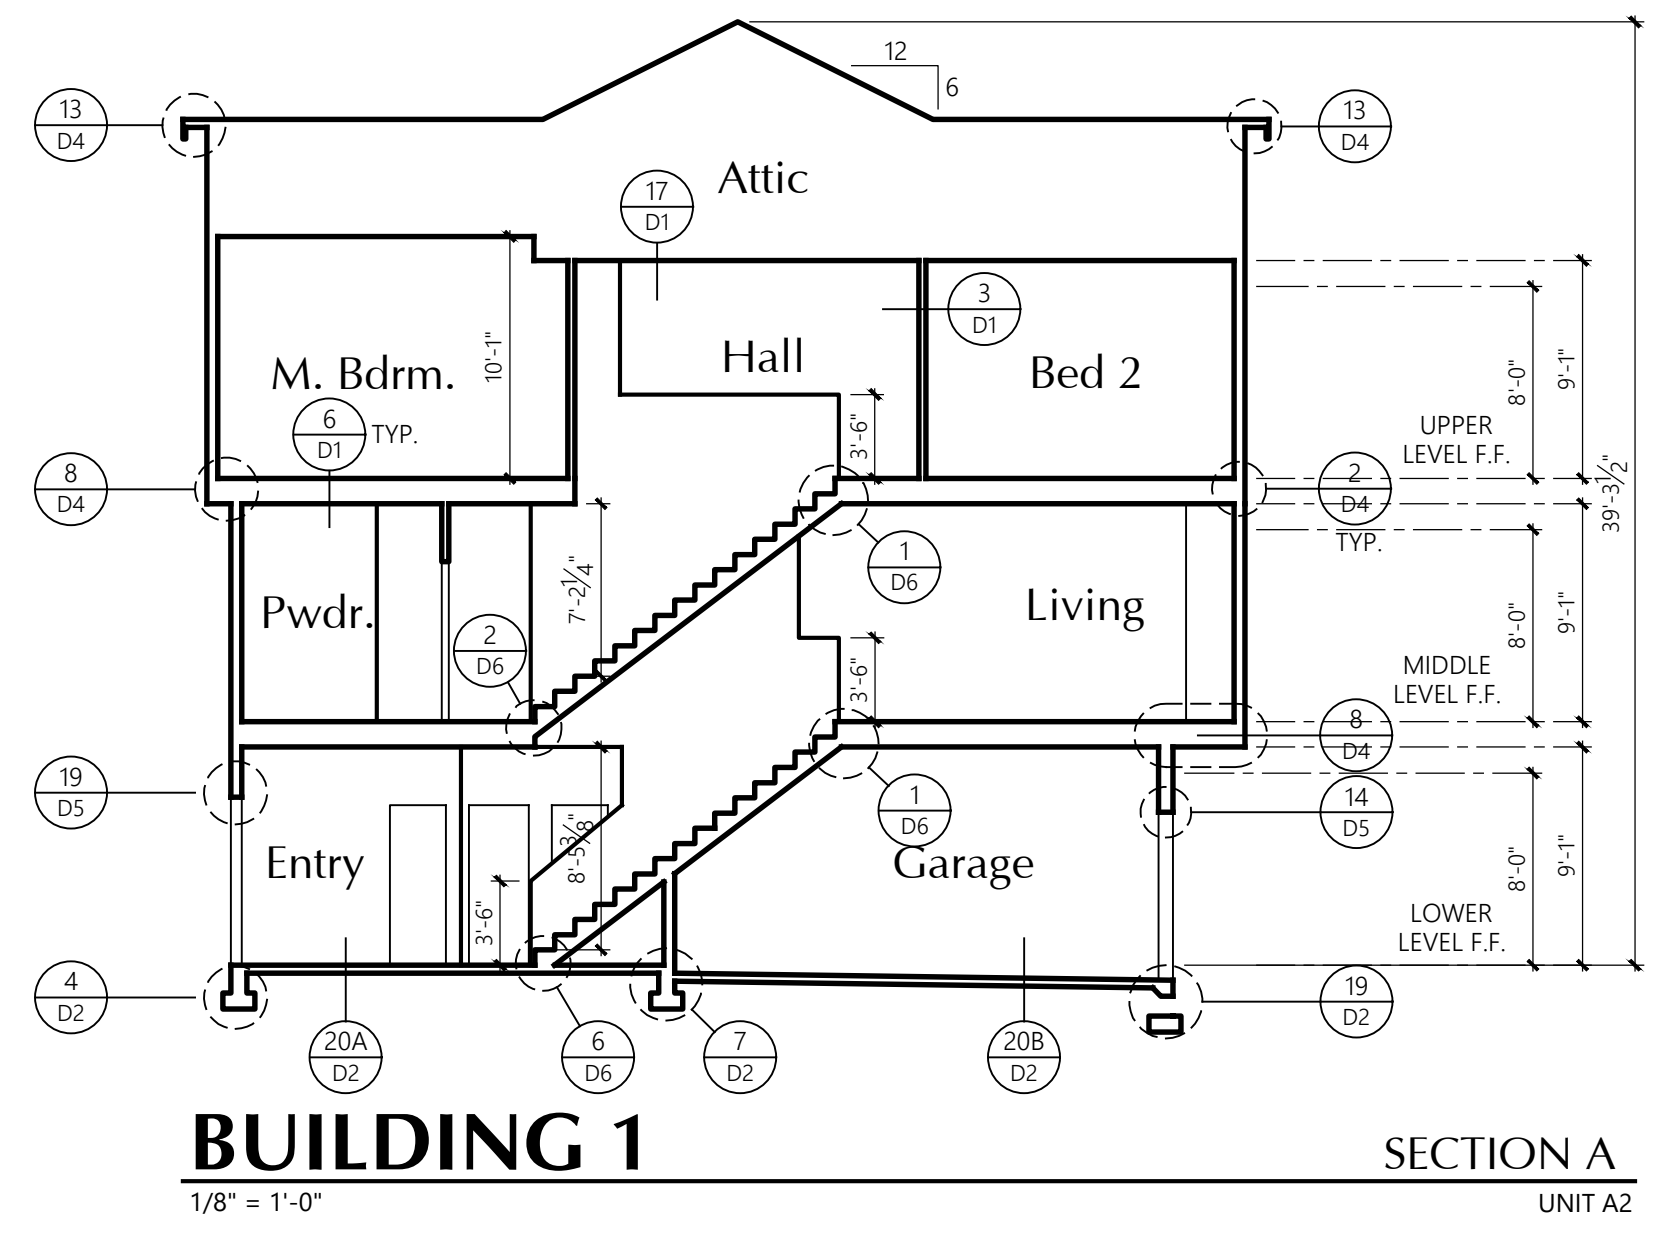 12
6
13
D4
13
D4
Attic
17
D1
3
D1
Hall
M. Bdrm.
Bed 2
10'-1"
6
D1
TYP.
3'-6"
8'-0"
9'-1"
UPPER
LEVEL F.F.
39'-3½"
8
D4
2
D4
TYP.
1
D6
7'-2¼"
Pwdr.
Living
2
D6
3'-6"
8'-0"
9'-1"
MIDDLE
LEVEL F.F.
8
D4
19
D5
14
D5
1
D6
Entry
8'-5⅜"
Garage
3'-6"
8'-0"
9'-1"
LOWER
LEVEL F.F.
4
D2
19
D2
20A
D2
6
D6
7
D2
20B
D2
BUILDING 1
SECTION A
1/8" = 1'-0"
UNIT A2